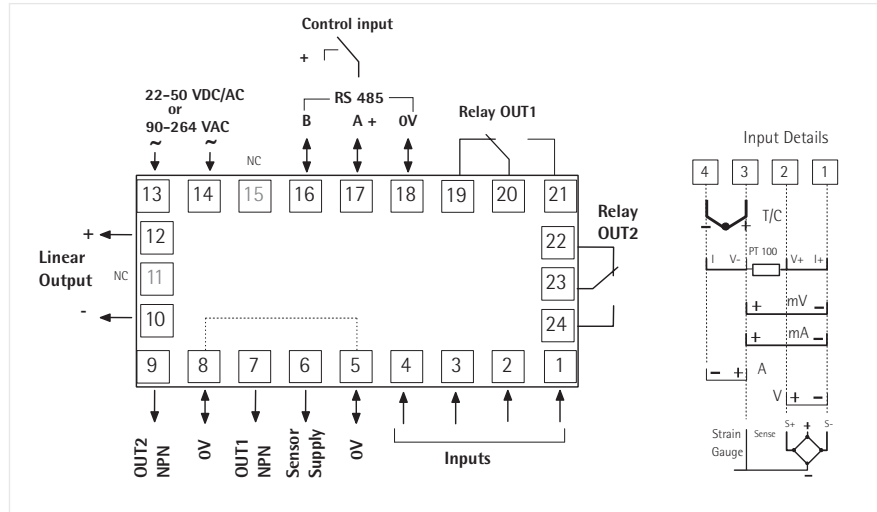 Control input
+
22-50 VDC/AC
or
90-264 VAC
~ ~
RS 485
B A + 0V
Relay OUT1
NC
13 14 15 16 17 18 19 20 21
12
11
10
+
Linear
Output
NC
-
22
23
24
Relay
OUT2
9 8 7 6 5 4 3 2 1
OUT2
NPN
0V
OUT1
NPN
Sensor
Supply
0V
Inputs
Input Details
4 3 2 1
- + T/C
I V- PT 100 V+ I+
+ mV -
+ mA -
- + A
V + -
Strain
Gauge
Sense
S+ + S-
-